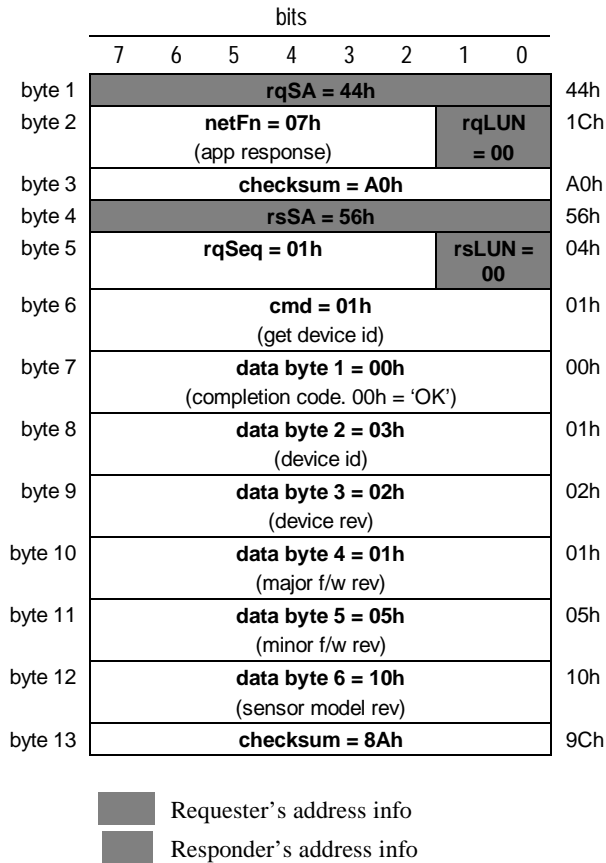 bits
7 6 5 4 3 2 1 0
byte 1 rqSA = 44h 44h
byte 2 netFn = 07h rqLUN 1Ch
(app response) = 00
byte 3 checksum = A0h A0h
byte 4 rsSA = 56h 56h
byte 5 rqSeq = 01h rsLUN = 04h
00
byte 6 cmd = 01h 01h
(get device id)
byte 7 data byte 1 = 00h 00h
(completion code. 00h = ‘OK’)
byte 8 data byte 2 = 03h 01h
(device id)
byte 9 data byte 3 = 02h 02h
(device rev)
byte 10 data byte 4 = 01h 01h
(major f/w rev)
byte 11 data byte 5 = 05h 05h
(minor f/w rev)
byte 12 data byte 6 = 10h 10h
(sensor model rev)
byte 13 checksum = 8Ah 9Ch
Requester’s address info
Responder’s address info